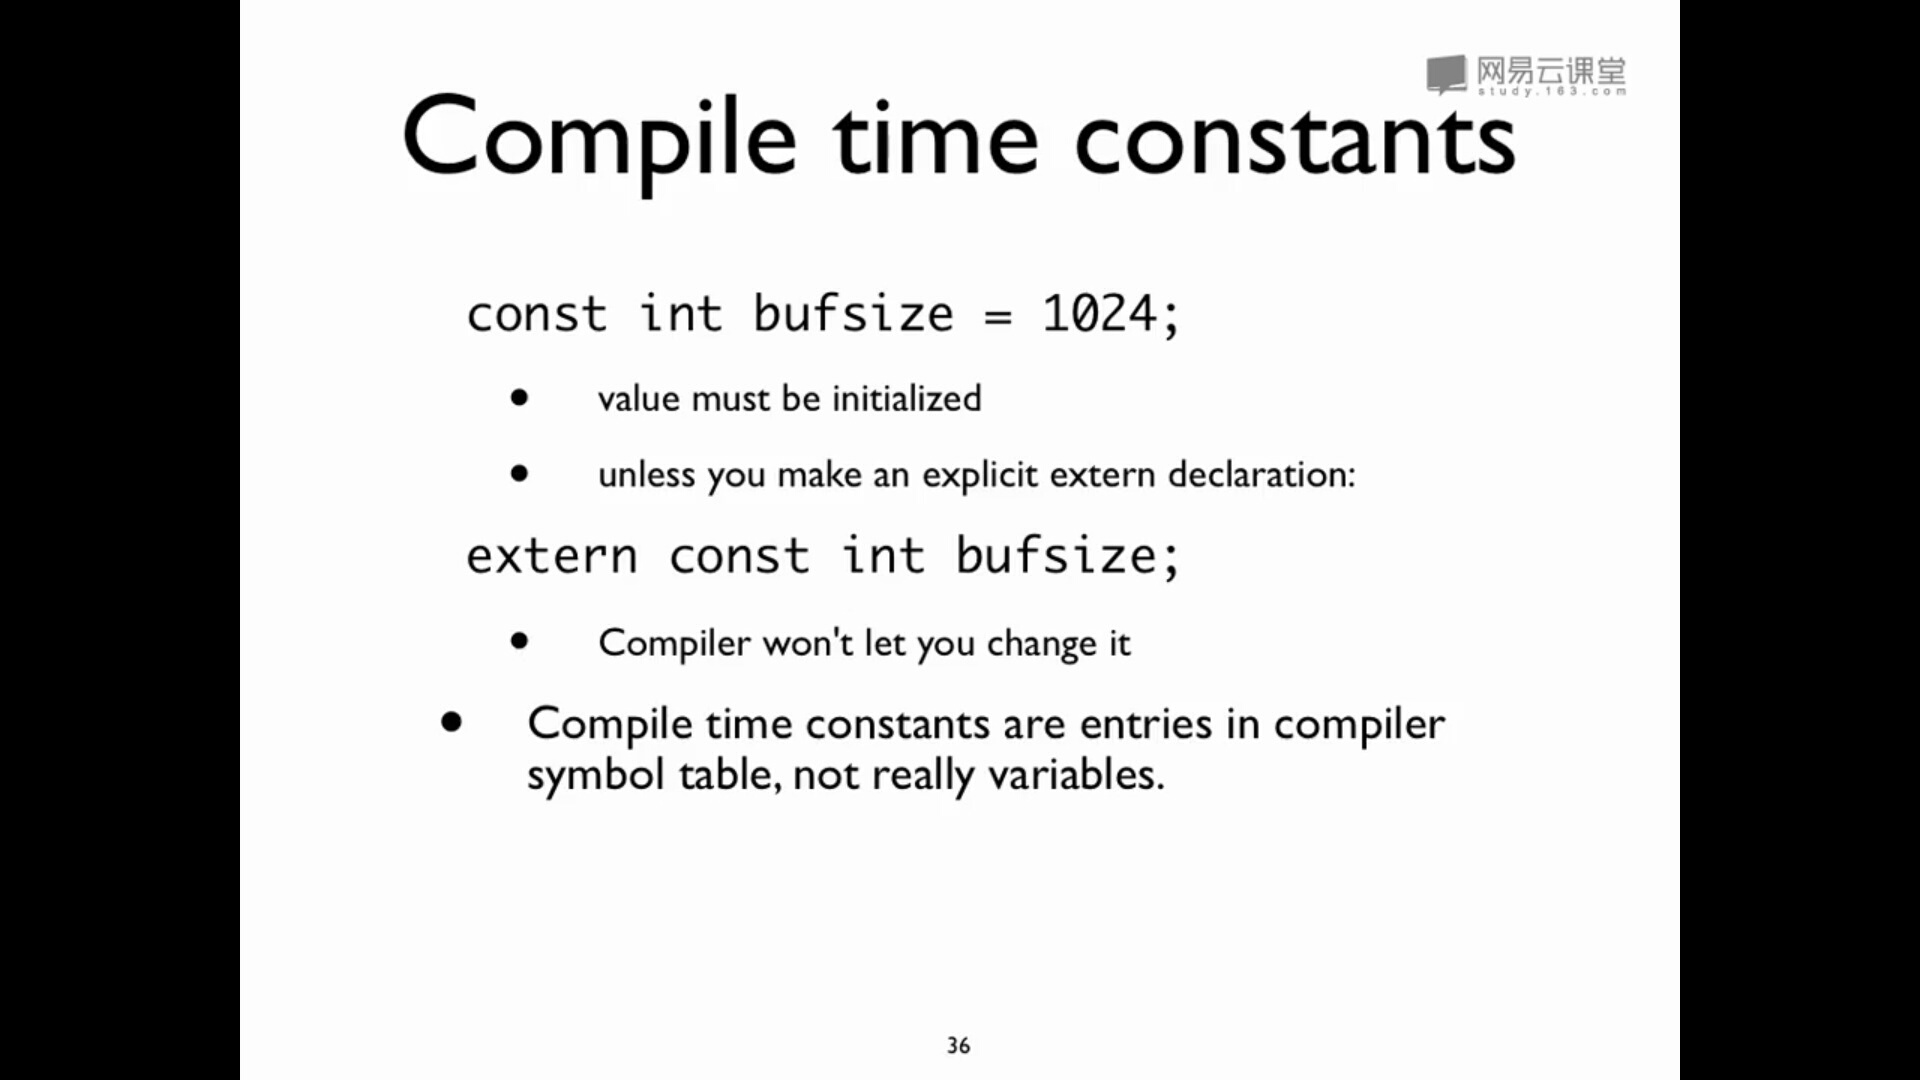 网易云课堂
study.163.com
Compile time constants
const int bufsize = 1024;
• value must be initialized
• unless you make an explicit extern declaration:
extern const int bufsize;
• Compiler won't let you change it
• Compile time constants are entries in compiler
symbol table, not really variables.
36